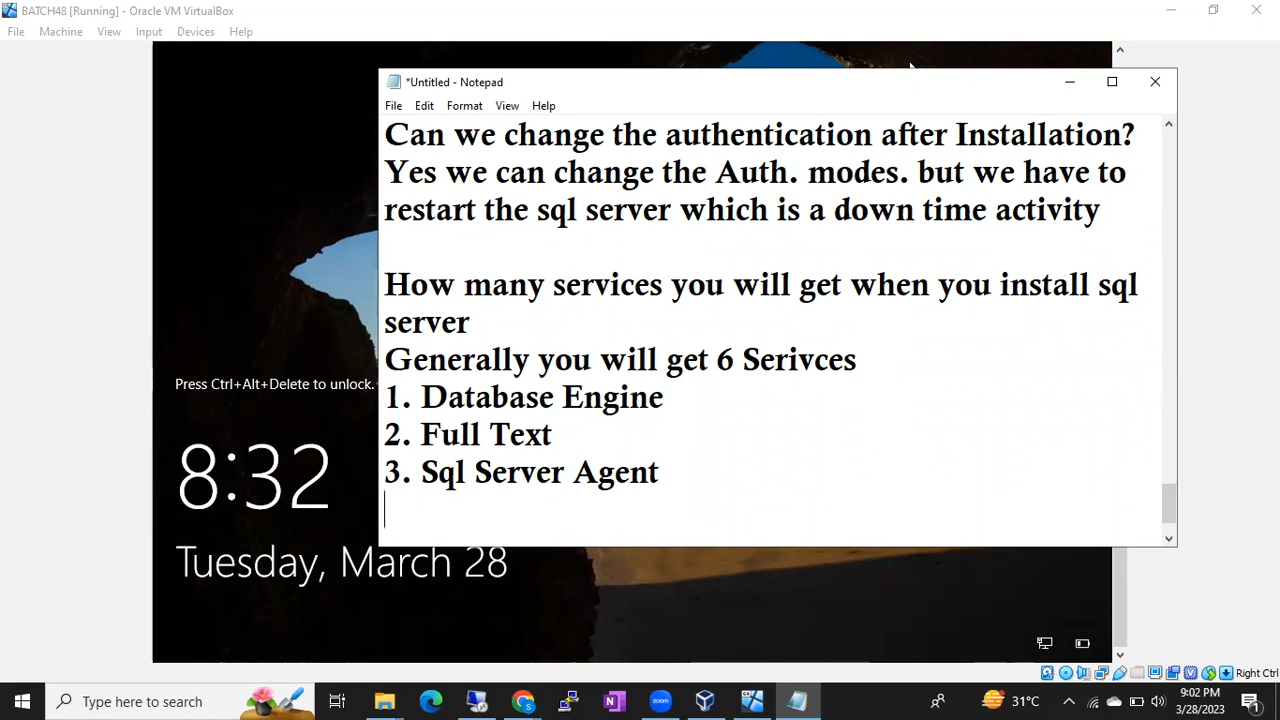 BATCH48 [Running] - Oracle VM VirtualBox
File Machine View Input Devices Help
*Untitled - Notepad
File Edit Format View Help
Can we change the authentication after Installation?
Yes we can change the Auth. modes. but we have to
restart the sql server which is a down time activity
How many services you will get when you install sql
server
Generally you will get 6 Serivces
1. Database Engine
2. Full Text
3. Sql Server Agent
Press Ctrl+Alt+Delete to unlock.
8:32
Tuesday, March 28
Right Ctrl
Type here to search
zoom
31°C
9:02 PM
3/28/2023
1